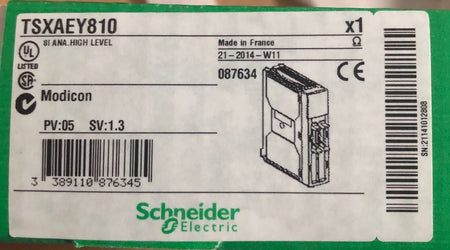 TSXAEY810 x1
8I ANA. HIGH LEVEL Made in France
UL LISTED 21-2014-W11
SA 087634 CE
Modicon
PV:05 SV:1.3
3 389110 876345
Schneider
Electric
SN:21141012808